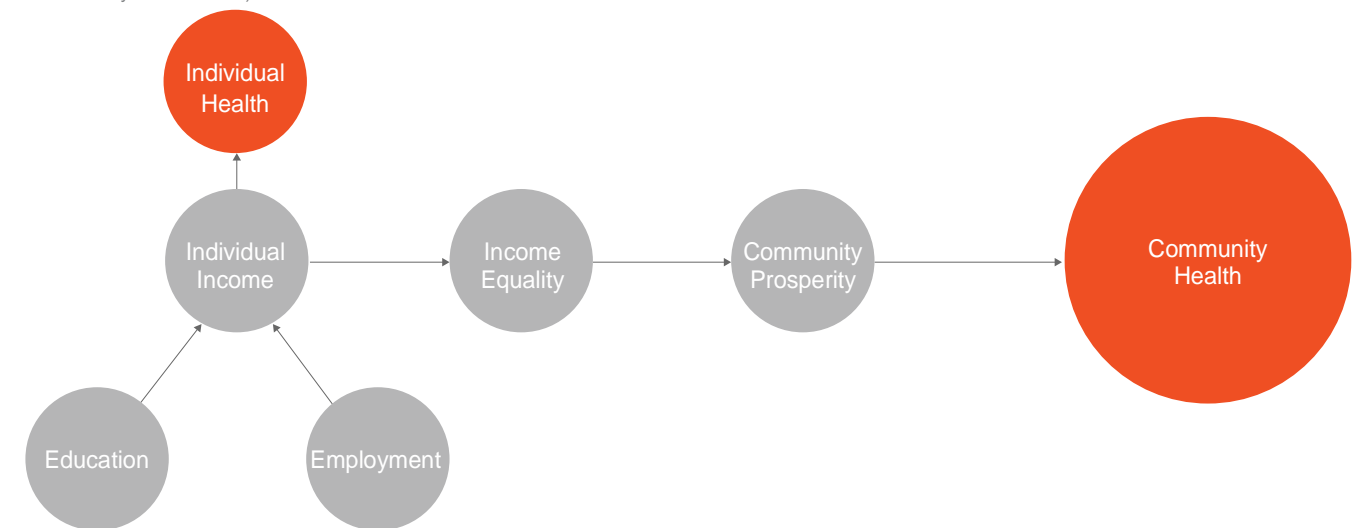 Individual
Health
Individual
Income
Income
Equality
Community
Prosperity
Community
Health
Education
Employment